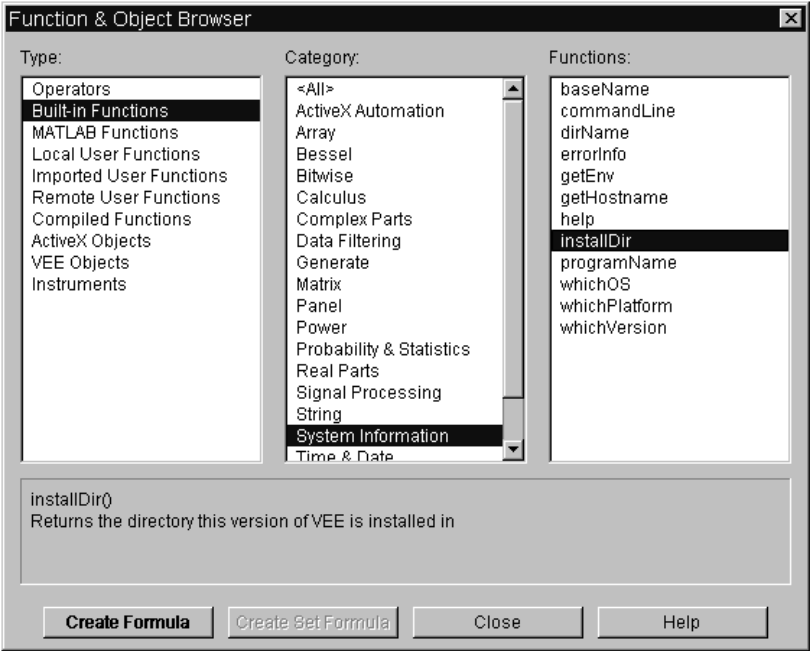 Function & Object Browser
Type:
Operators
Built-in Functions
MATLAB Functions
Local User Functions
Imported User Functions
Remote User Functions
Compiled Functions
ActiveX Objects
VEE Objects
Instruments
Category:
<All>
ActiveX Automation
Array
Bessel
Bitwise
Calculus
Complex Parts
Data Filtering
Generate
Matrix
Panel
Power
Probability & Statistics
Real Parts
Signal Processing
String
System Information
Time & Date
Functions:
baseName
commandLine
dirName
errorInfo
getEnv
getHostname
help
installDir
programName
whichOS
whichPlatform
whichVersion
installDir()
Returns the directory this version of VEE is installed in
Create Formula
Create Set Formula
Close
Help